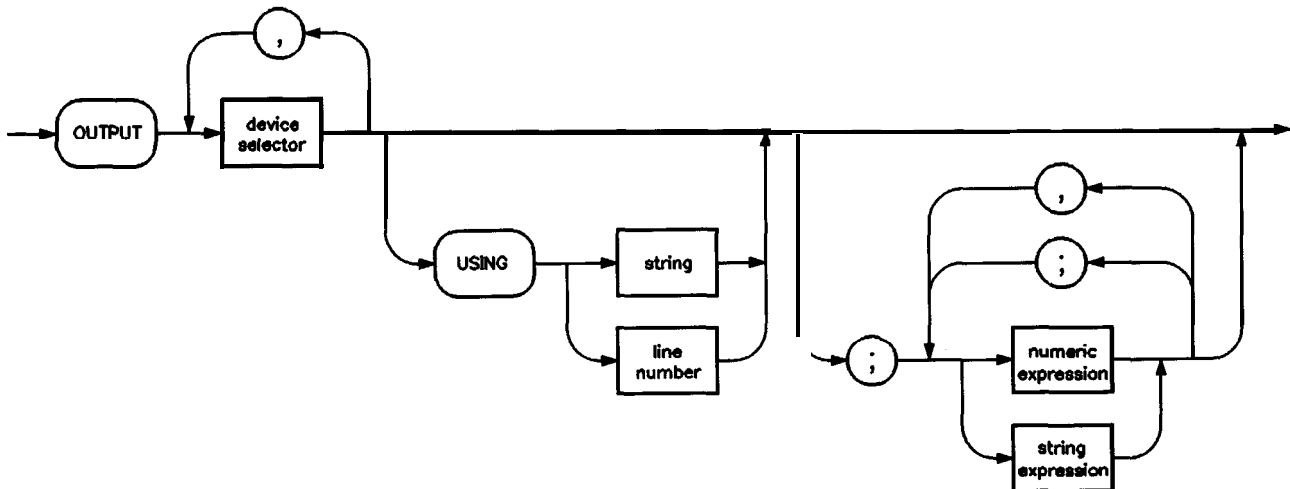 ,
OUTPUT
device
selector
USING
string
line
number
,
;
;
numeric
expression
string
expression